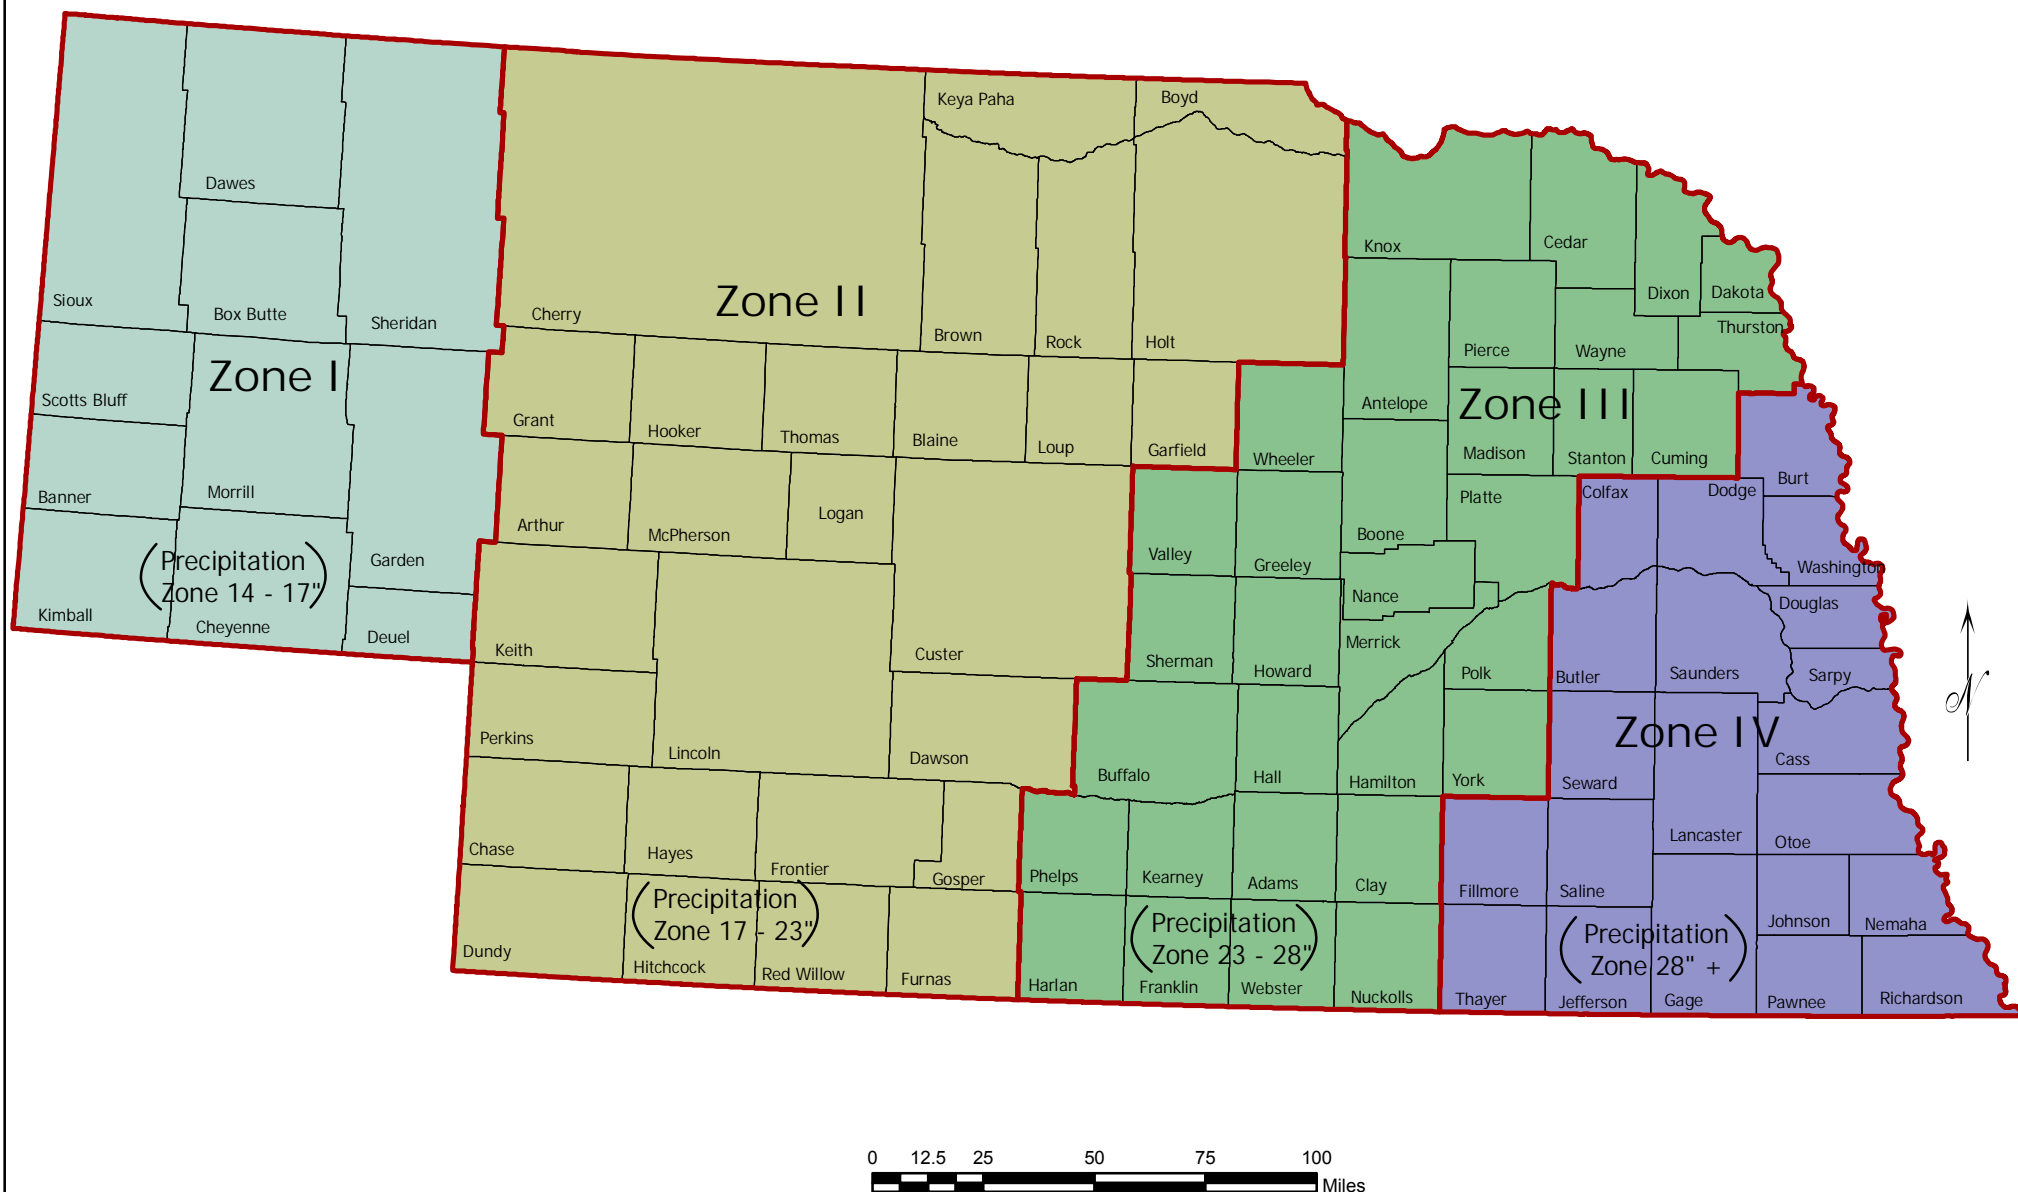 Keya Paha
Boyd
Dawes
Knox
Cedar
Sioux
Box Butte
Sheridan
Cherry
Zone II
Brown
Rock
Holt
Dixon
Dakota
Thurston
Pierce
Wayne
Zone I
Scotts Bluff
Grant
Hooker
Thomas
Blaine
Loup
Garfield
Wheeler
Antelope
Zone III
Madison
Stanton
Cuming
Banner
Morrill
Arthur
McPherson
Logan
Valley
Greeley
Boone
Platte
Colfax
Dodge
Burt
Washington
(Precipitation
Zone 14 - 17")
Garden
Kimball
Cheyenne
Deuel
Keith
Custer
Sherman
Howard
Nance
Merrick
Polk
Butler
Saunders
Douglas
Sarpy
Perkins
Lincoln
Dawson
Buffalo
Hall
Hamilton
York
Seward
Zone IV
Cass
Chase
Hayes
Frontier
Gosper
Phelps
Kearney
Adams
Clay
Fillmore
Saline
Lancaster
Otoe
(Precipitation
Zone 17 - 23")
(Precipitation
Zone 23 - 28")
(Precipitation
Zone 28" +)
Johnson
Nemaha
Dundy
Hitchcock
Red Willow
Furnas
Harlan
Franklin
Webster
Nuckolls
Thayer
Jefferson
Gage
Pawnee
Richardson
N
0 12.5 25 50 75 100
Miles